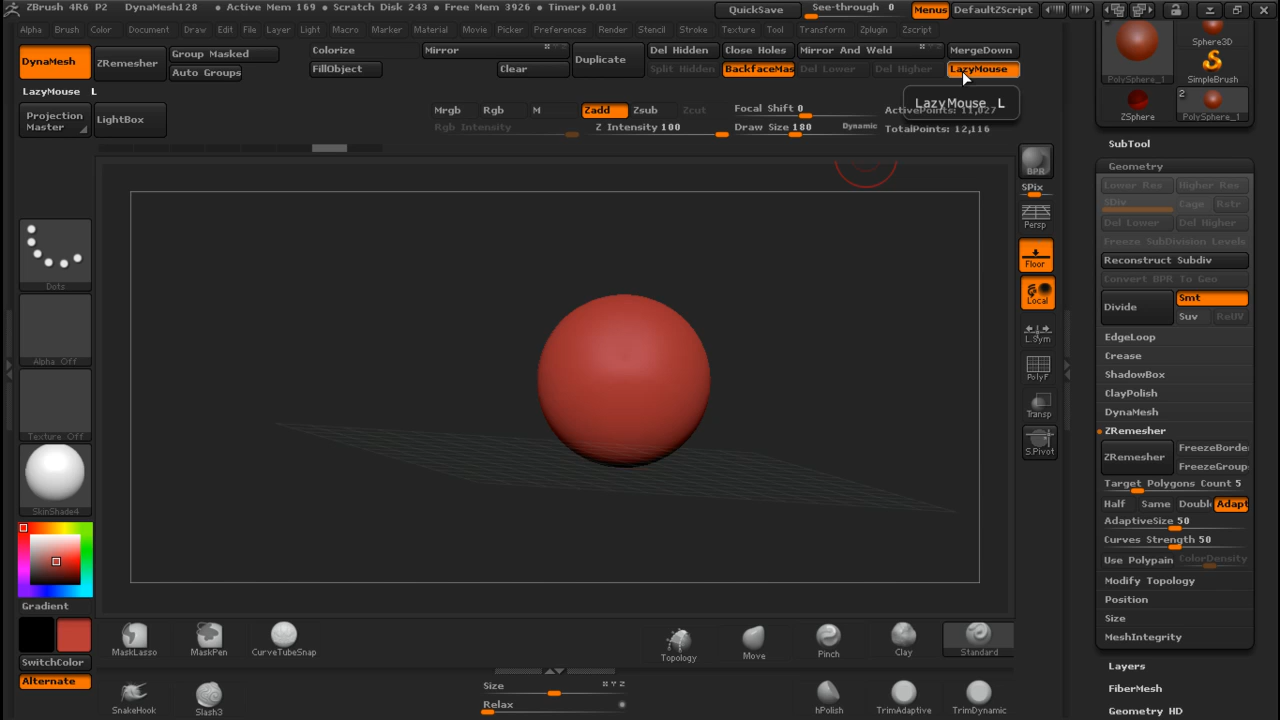 ZBrush 4R6 P2 DynaMesh128 • Active Mem 169 • Scratch Disk 243 • Free Mem 3926 • Timer▸0.001 QuickSave See-through 0 Menus DefaultZScript
Alpha Brush Color Document Draw Edit File Layer Light Macro Marker Material Movie Picker Preferences Render Stencil Stroke Texture Tool Transform Zplugin Zscript
DynaMesh ZRemesher Group Masked Colorize Mirror X Y Z Duplicate Del Hidden Close Holes Mirror And Weld X Y Z MergeDown
Auto Groups FillObject Clear Split Hidden BackfaceMas Del Lower Del Higher LazyMouse
LazyMouse L
LazyMouse L
Projection Master LightBox Mrgb Rgb M Zadd Zsub Zcut Focal Shift 0
Rgb Intensity Z Intensity 100 Draw Size 180 Dynamic TotalPoints: 12,116
PolySphere_1 Sphere3D
SimpleBrush
ZSphere 2 PolySphere_1
SubTool
Geometry
Lower Res Higher Res
SDiv Cage Rstr
Del Lower Del Higher
Freeze SubDivision Levels
Reconstruct Subdiv
Convert BPR To Geo
Divide Smt
Suv ReUV
EdgeLoop
Crease
ShadowBox
ClayPolish
DynaMesh
ZRemesher
ZRemesher FreezeBorder
FreezeGroup
Target Polygons Count 5
Half Same Doubl Adapt
AdaptiveSize 50
Curves Strength 50
Use Polypain ColorDensity
Modify Topology
Position
Size
MeshIntegrity
Layers
FiberMesh
Geometry HD
BPR
SPix
Persp
Floor
Local
L.Sym
PolyF
Transp
S.Pivot
Dots
Alpha Off
Texture Off
SkinShade4
Gradient
SwitchColor
Alternate
MaskLasso MaskPen CurveTubeSnap Topology Move Pinch Clay Standard
SnakeHook Slash3 Size X Y Z
Relax hPolish TrimAdaptive TrimDynamic